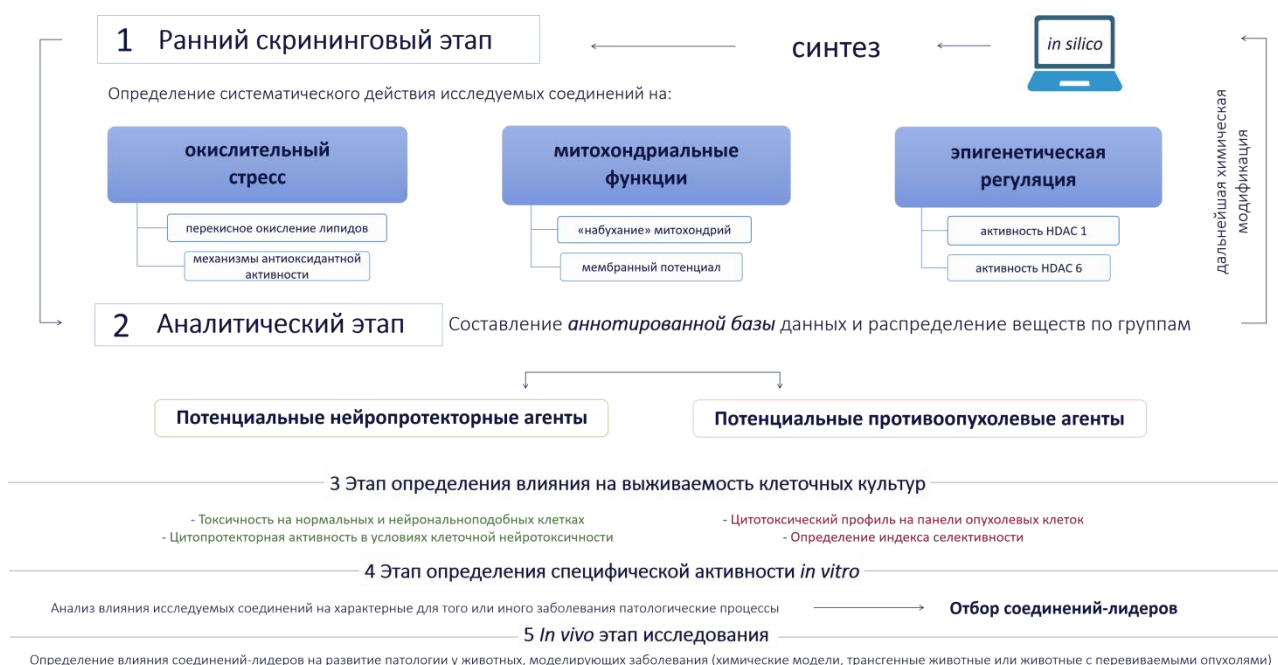 1 Ранний скрининговый этап
синтез
in silico
Определение систематического действия исследуемых соединений на:
окислительный
стресс
перекисное окисление липидов
механизмы антиоксидантной
активности
митохондриальные
функции
«набухание» митохондрий
мембранный потенциал
эпигенетическая
регуляция
активность HDAC 1
активность HDAC 6
дальнейшая химическая
модификация
2 Аналитический этап
Составление аннотированной базы данных и распределение веществ по группам
Потенциальные нейропротекторные агенты
Потенциальные противоопухолевые агенты
3 Этап определения влияния на выживаемость клеточных культур
- Токсичность на нормальных и нейрональноподобных клетках
- Цитопротекторная активность в условиях клеточной нейротоксичности
- Цитотоксический профиль на панели опухолевых клеток
- Определение индекса селективности
4 Этап определения специфической активности in vitro
Анализ влияния исследуемых соединений на характерные для того или иного заболевания патологические процессы
Отбор соединений-лидеров
5 In vivo этап исследования
Определение влияния соединений-лидеров на развитие патологии у животных, моделирующих заболевания (химические модели, трансгенные животные или животные с перевиваемыми опухолями)